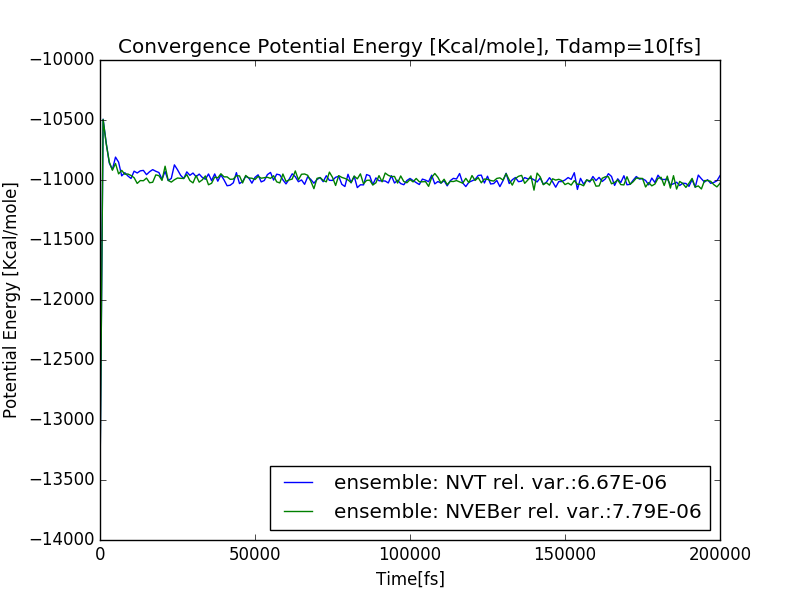 Convergence Potential Energy [Kcal/mole], Tdamp=10[fs]
Potential Energy [Kcal/mole]
−10000
−10500
−11000
−11500
−12000
−12500
−13000
−13500
−14000
ensemble: NVT rel. var.:6.67E-06
ensemble: NVEBer rel. var.:7.79E-06
0 50000 100000 150000 200000
Time[fs]